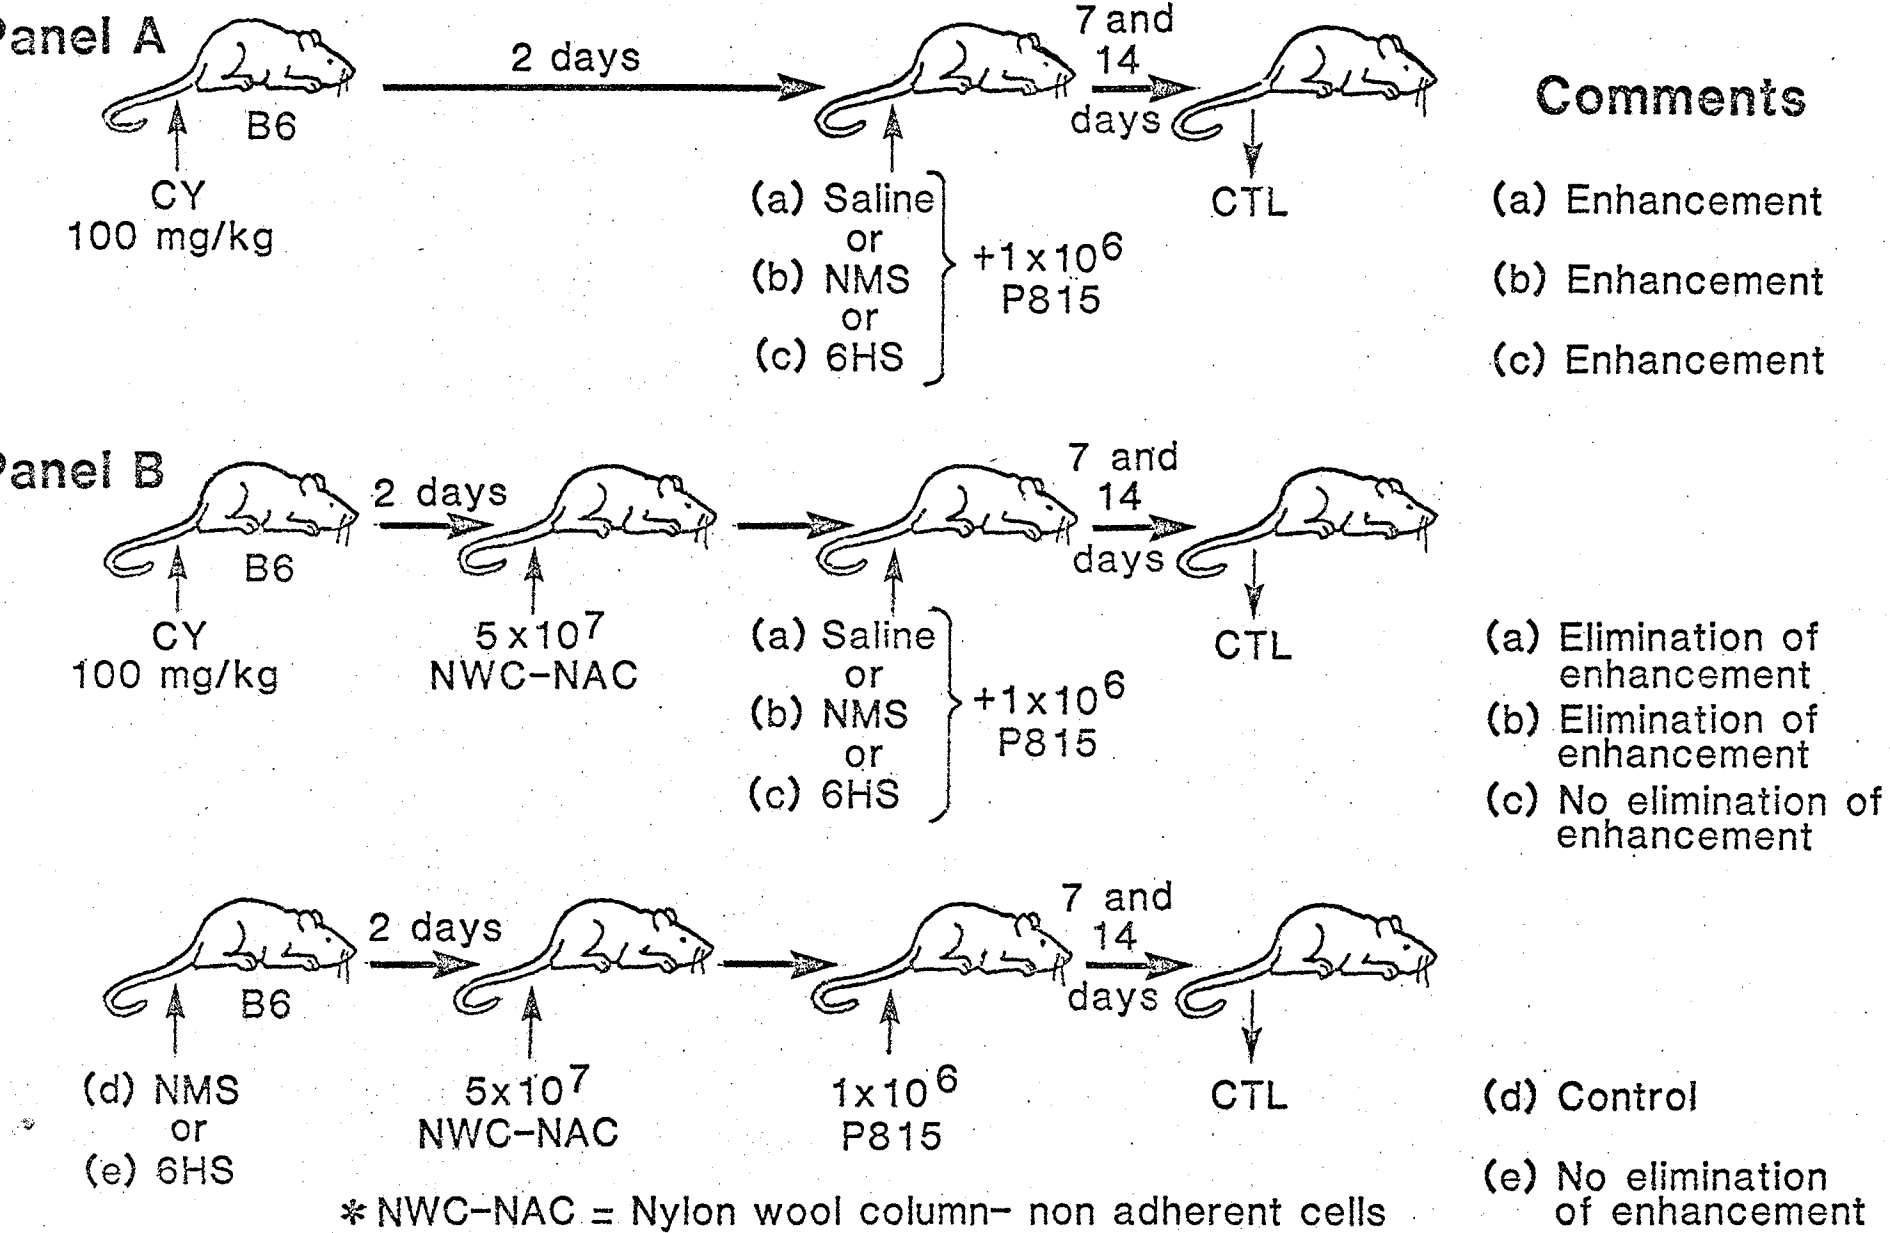 Panel A
2 days
7 and
14
days
B6
CY
100 mg/kg
(a) Saline
or
(b) NMS
or
(c) 6HS
+1x10^6
P815
CTL
Comments
(a) Enhancement
(b) Enhancement
(c) Enhancement
Panel B
2 days
7 and
14
days
B6
CY
100 mg/kg
5x10^7
NWC-NAC
(a) Saline
or
(b) NMS
or
(c) 6HS
+1x10^6
P815
CTL
(a) Elimination of
enhancement
(b) Elimination of
enhancement
(c) No elimination of
enhancement
2 days
7 and
14
days
B6
(d) NMS
or
(e) 6HS
5x10^7
NWC-NAC
1x10^6
P815
CTL
(d) Control
(e) No elimination
of enhancement
*NWC-NAC = Nylon wool column- non adherent cells